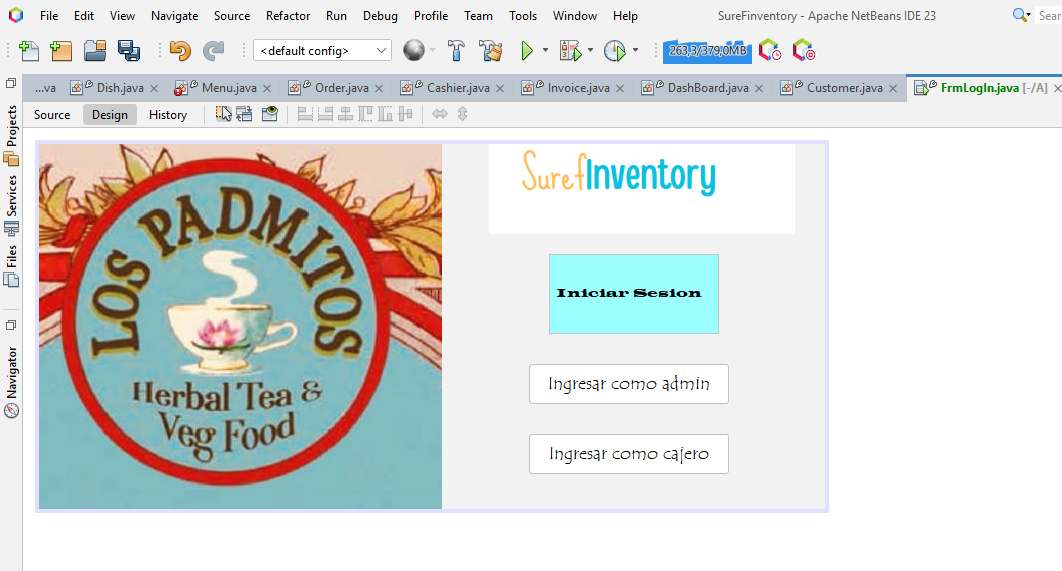 File Edit View Navigate Source Refactor Run Debug Profile Team Tools Window Help SureFinventory - Apache NetBeans IDE 23 Sear
<default config> 263,3/379,0MB
...va Dish.java Menu.java Order.java Cashier.java Invoice.java DashBoard.java Customer.java FrmLogIn.java [-/A]
Source Design History
Projects
Services
Files
Navigator
LOS PADMITOS
Herbal Tea &
Veg Food
SurefInventory
Iniciar Sesion
Ingresar como admin
Ingresar como cajero